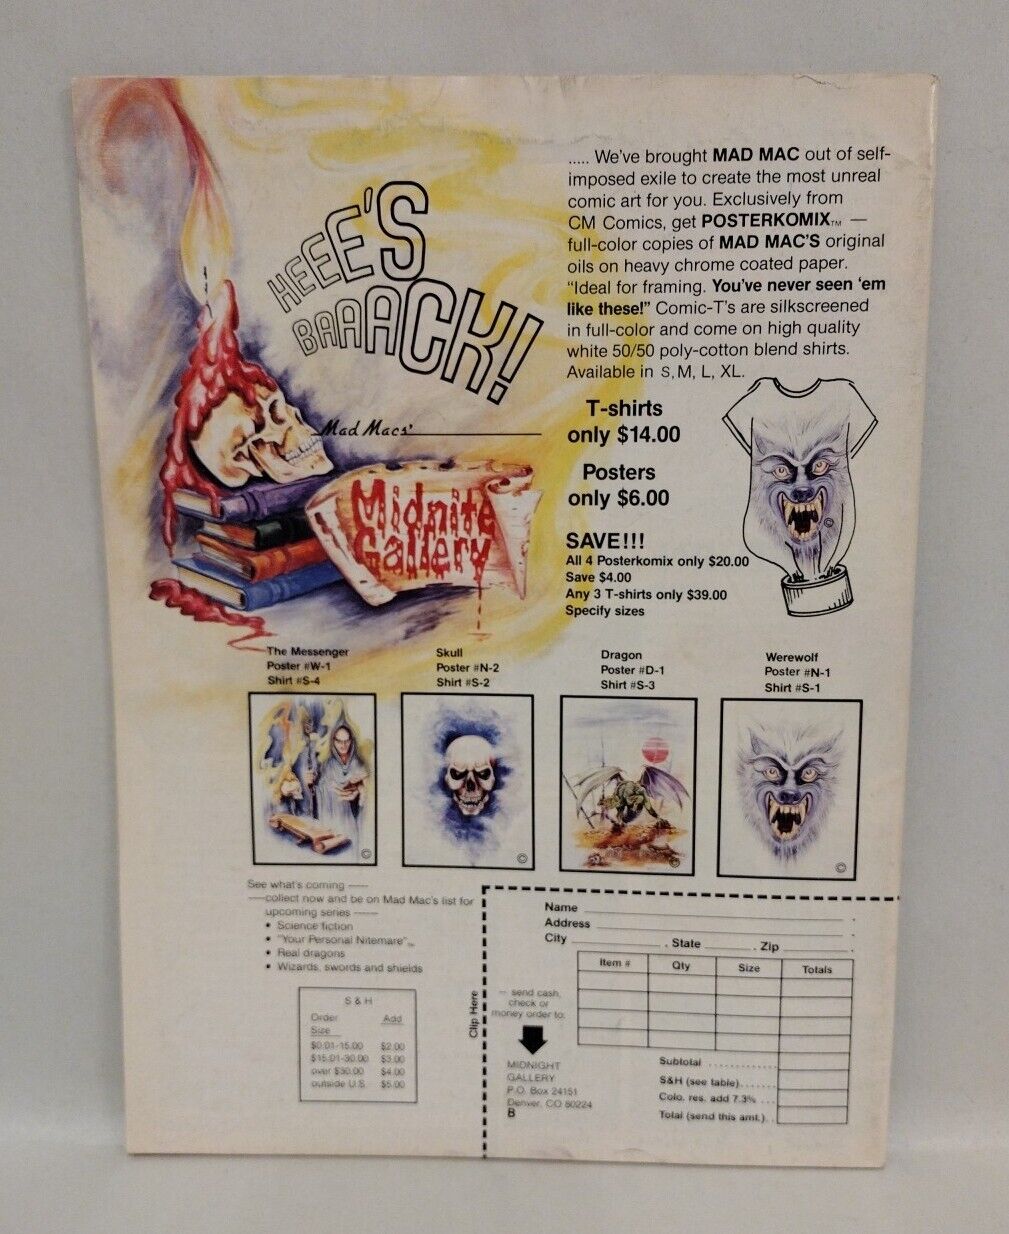 HEEE'S
BAAACK!
Mad Macs'
Midnite
Gallery
..... We've brought MAD MAC out of self-
imposed exile to create the most unreal
comic art for you. Exclusively from
CM Comics, get POSTERKOMIX™ —
full-color copies of MAD MAC'S original
oils on heavy chrome coated paper.
"Ideal for framing. You've never seen 'em
like these!" Comic-T's are silkscreened
in full-color and come on high quality
white 50/50 poly-cotton blend shirts.
Available in S, M, L, XL.
T-shirts
only $14.00
Posters
only $6.00
SAVE!!!
All 4 Posterkomix only $20.00
Save $4.00
Any 3 T-shirts only $39.00
Specify sizes
©
The Messenger
Poster #W-1
Shirt #S-4
©
Skull
Poster #N-2
Shirt #S-2
©
Dragon
Poster #D-1
Shirt #S-3
©
Werewolf
Poster #N-1
Shirt #S-1
©
See what's coming ——
——collect now and be on Mad Mac's list for
upcoming series ——
• Science fiction
• "Your Personal Nitemare"™
• Real dragons
• Wizards, swords and shields
S & H
Order Add
Size
$0.01-15.00 $2.00
$15.01-30.00 $3.00
over $30.00 $4.00
outside U.S. $5.00
Clip Here
Name
Address
City , State , Zip
Item # Qty Size Totals
— send cash,
check or
money order to:
MIDNIGHT
GALLERY
P.O. Box 24151
Denver, CO 80224
B
Subtotal
S&H (see table)
Colo. res. add 7.3%
Total (send this amt.)